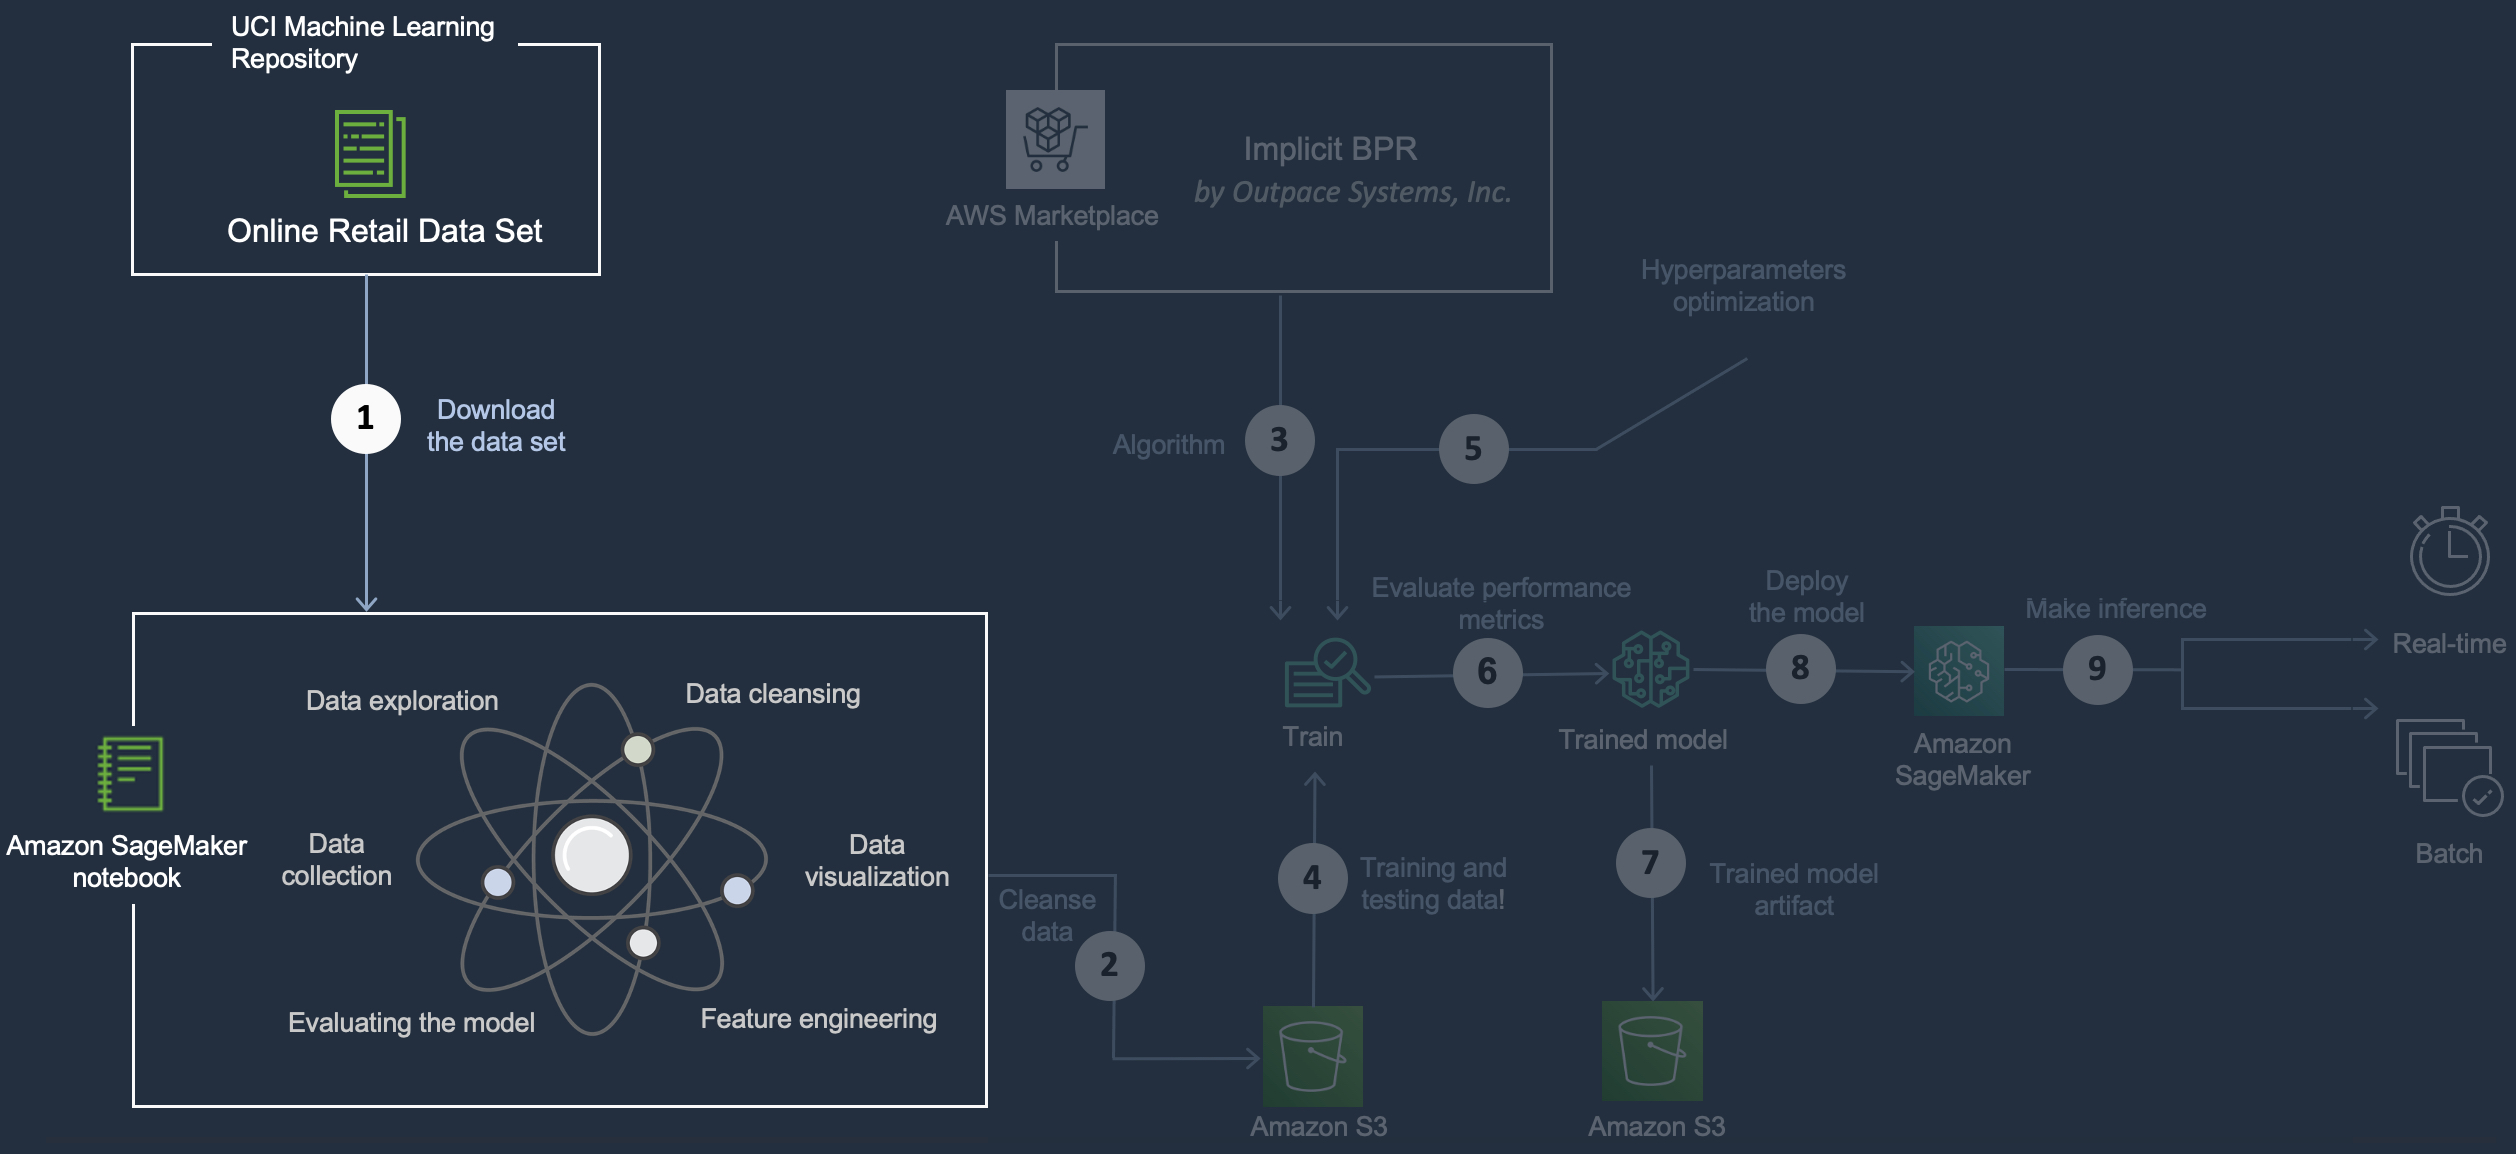 UCI Machine Learning
Repository
Online Retail Data Set
1
Download
the data set
Amazon SageMaker
notebook
Data exploration
Data cleansing
Data
collection
Data
visualization
Evaluating the model
Feature engineering
Cleanse
data
2
Amazon S3
AWS Marketplace
Implicit BPR
by Outpace Systems, Inc.
Algorithm
3
4
Training and
testing data!
Hyperparameters
optimization
5
Train
Evaluate performance
metrics
6
Trained model
7
Trained model
artifact
Amazon S3
Deploy
the model
8
Amazon
SageMaker
Make inference
9
Real-time
Batch